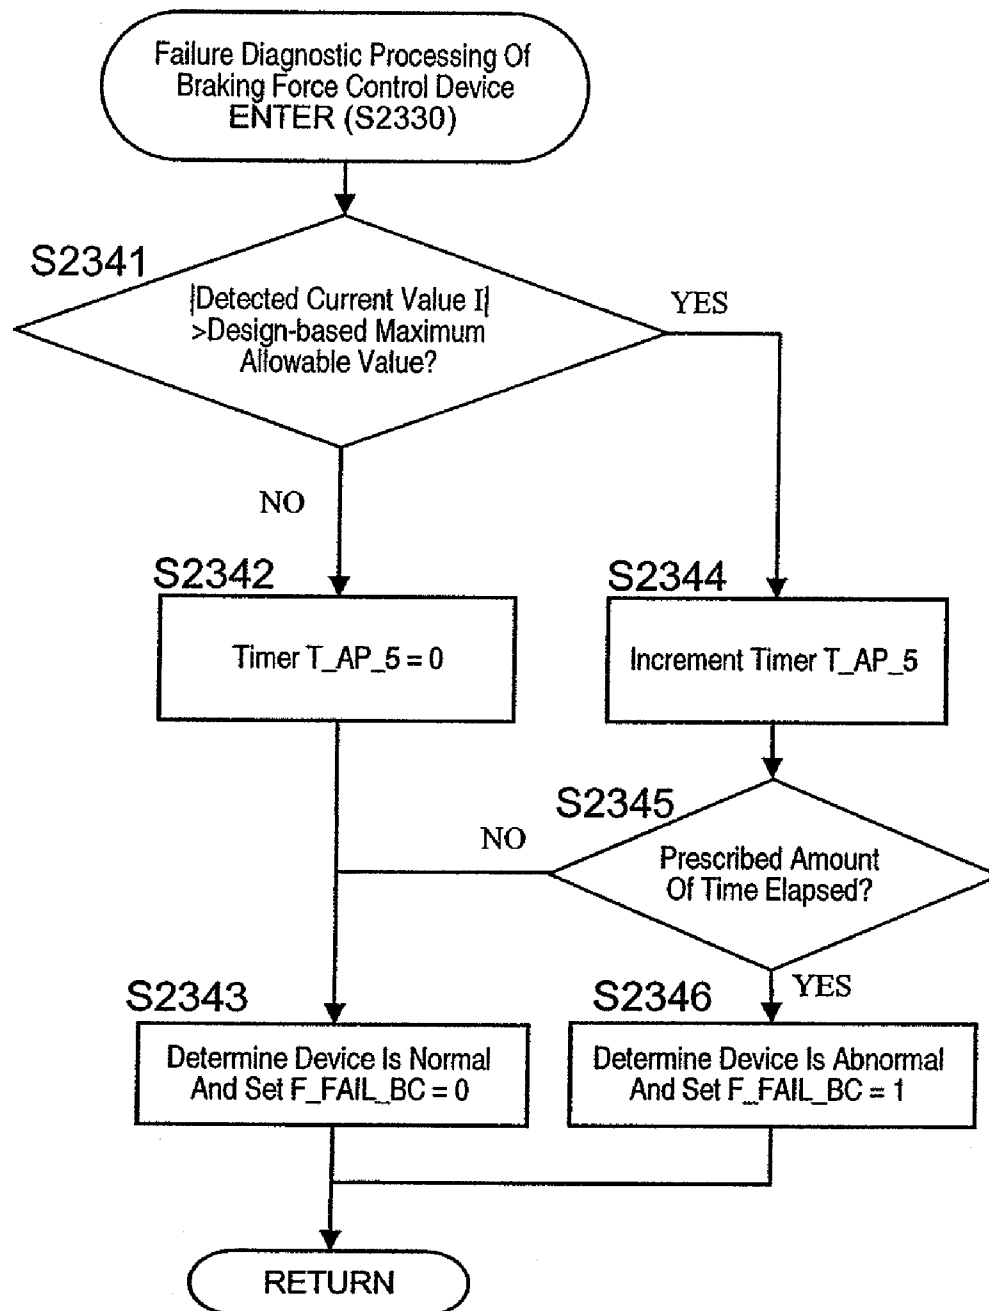 Failure Diagnostic Processing Of
Braking Force Control Device
ENTER (S2330)
S2341
|Detected Current Value I|
>Design-based Maximum
Allowable Value?
YES
NO
S2342
Timer T_AP_5 = 0
S2344
Increment Timer T_AP_5
S2345
NO
Prescribed Amount
Of Time Elapsed?
YES
S2343
Determine Device Is Normal
And Set F_FAIL_BC = 0
S2346
Determine Device Is Abnormal
And Set F_FAIL_BC = 1
RETURN